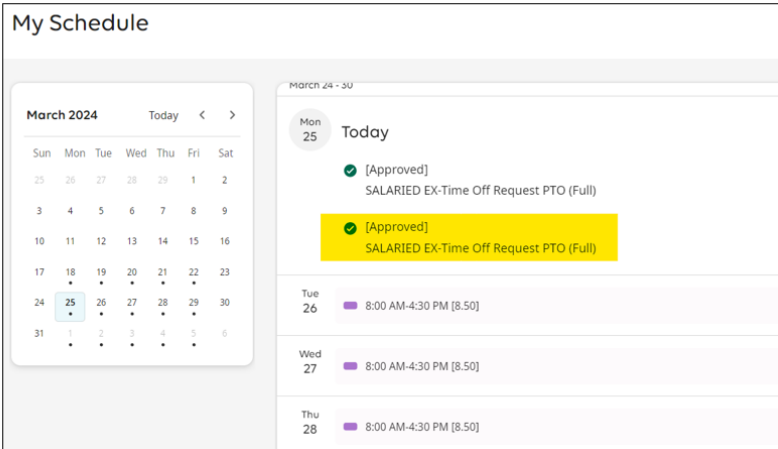 My Schedule
March 2024 Today
Sun Mon Tue Wed Thu Fri Sat
25 26 27 28 29 1 2
3 4 5 6 7 8 9
10 11 12 13 14 15 16
17 18 19 20 21 22 23
24 25 26 27 28 29 30
31 1 2 3 4 5 6
March 24 - 30
Mon
25
Today
[Approved]
SALARIED EX-Time Off Request PTO (Full)
[Approved]
SALARIED EX-Time Off Request PTO (Full)
Tue
26
8:00 AM-4:30 PM [8.50]
Wed
27
8:00 AM-4:30 PM [8.50]
Thu
28
8:00 AM-4:30 PM [8.50]